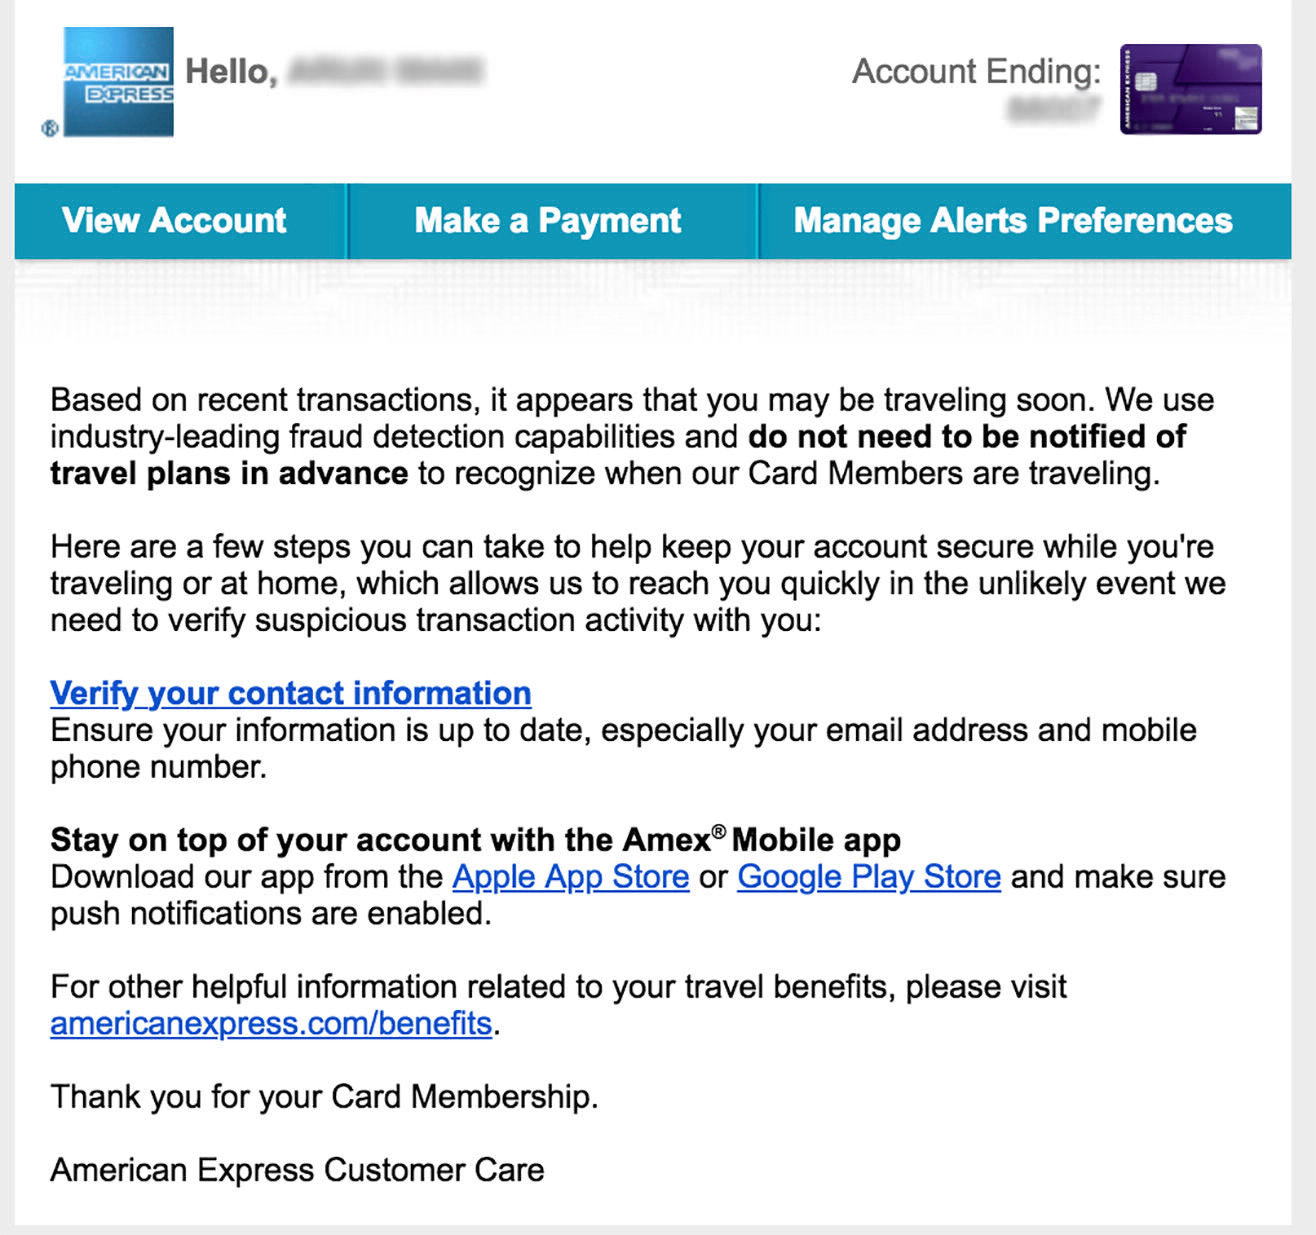 AMERICAN
EXPRESS
®
Hello,
Account Ending:
AMERICAN EXPRESS
View Account
Make a Payment
Manage Alerts Preferences
Based on recent transactions, it appears that you may be traveling soon. We use
industry-leading fraud detection capabilities and do not need to be notified of
travel plans in advance to recognize when our Card Members are traveling.
Here are a few steps you can take to help keep your account secure while you're
traveling or at home, which allows us to reach you quickly in the unlikely event we
need to verify suspicious transaction activity with you:
Verify your contact information
Ensure your information is up to date, especially your email address and mobile
phone number.
Stay on top of your account with the Amex® Mobile app
Download our app from the Apple App Store or Google Play Store and make sure
push notifications are enabled.
For other helpful information related to your travel benefits, please visit
americanexpress.com/benefits.
Thank you for your Card Membership.
American Express Customer Care